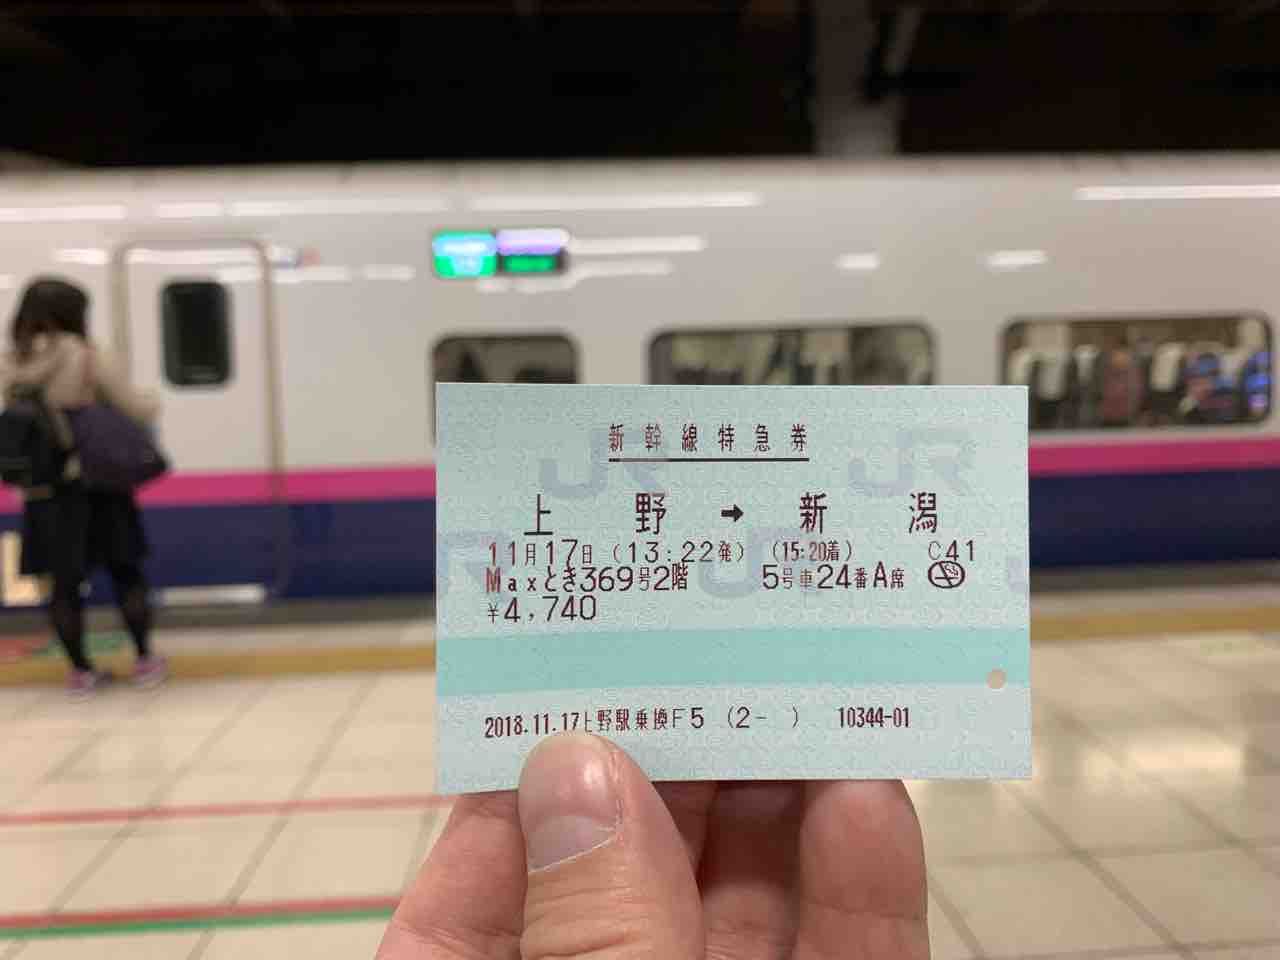 新幹線特急券
上野 → 新潟
11月17日 (13:22発) (15:20着) C41
Maxとき369号2階 5号車24番A席
¥4,740
2018.11.17上野駅乗換F5 (2- ) 10344-01
JR JR